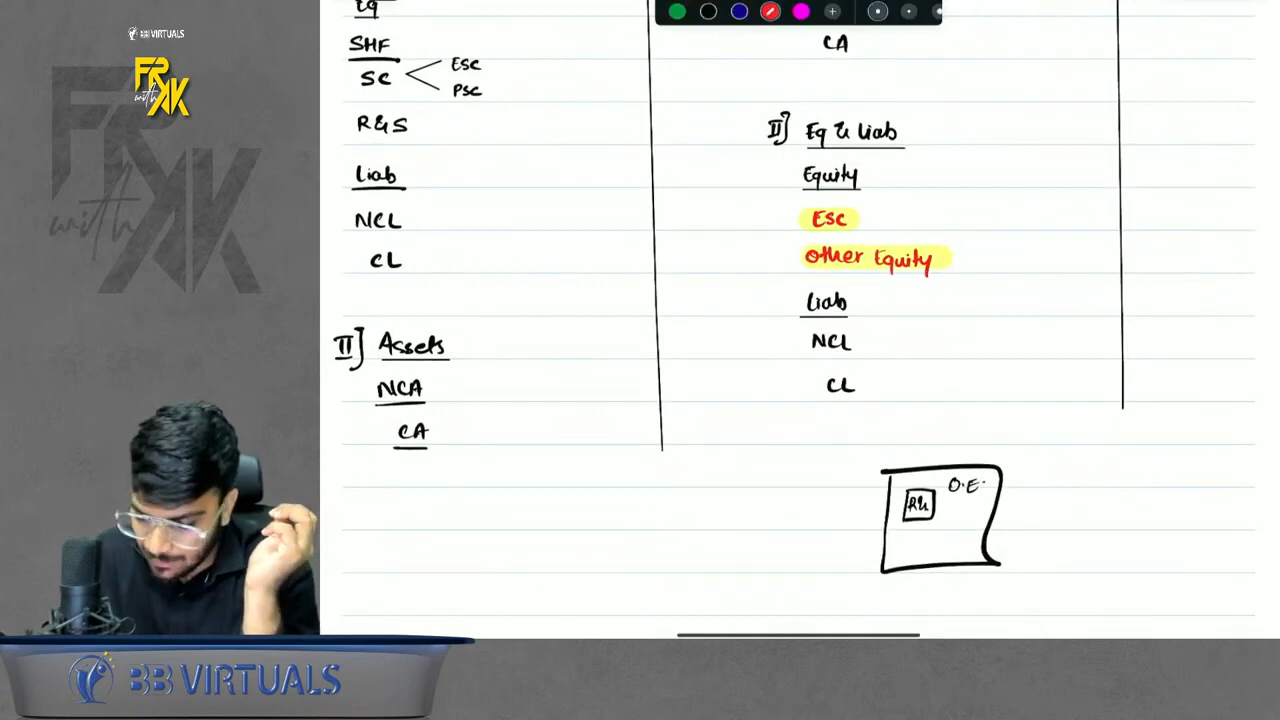 BB VIRTUALS
FR
with AK
Eq
SHF
SC
ESC
PSC
R&S
Liab
NCL
CL
II] Assets
NCA
CA
CA
II] Eq & Liab
Equity
ESC
Other Equity
Liab
NCL
CL
O.E.
R&S
BB VIRTUALS